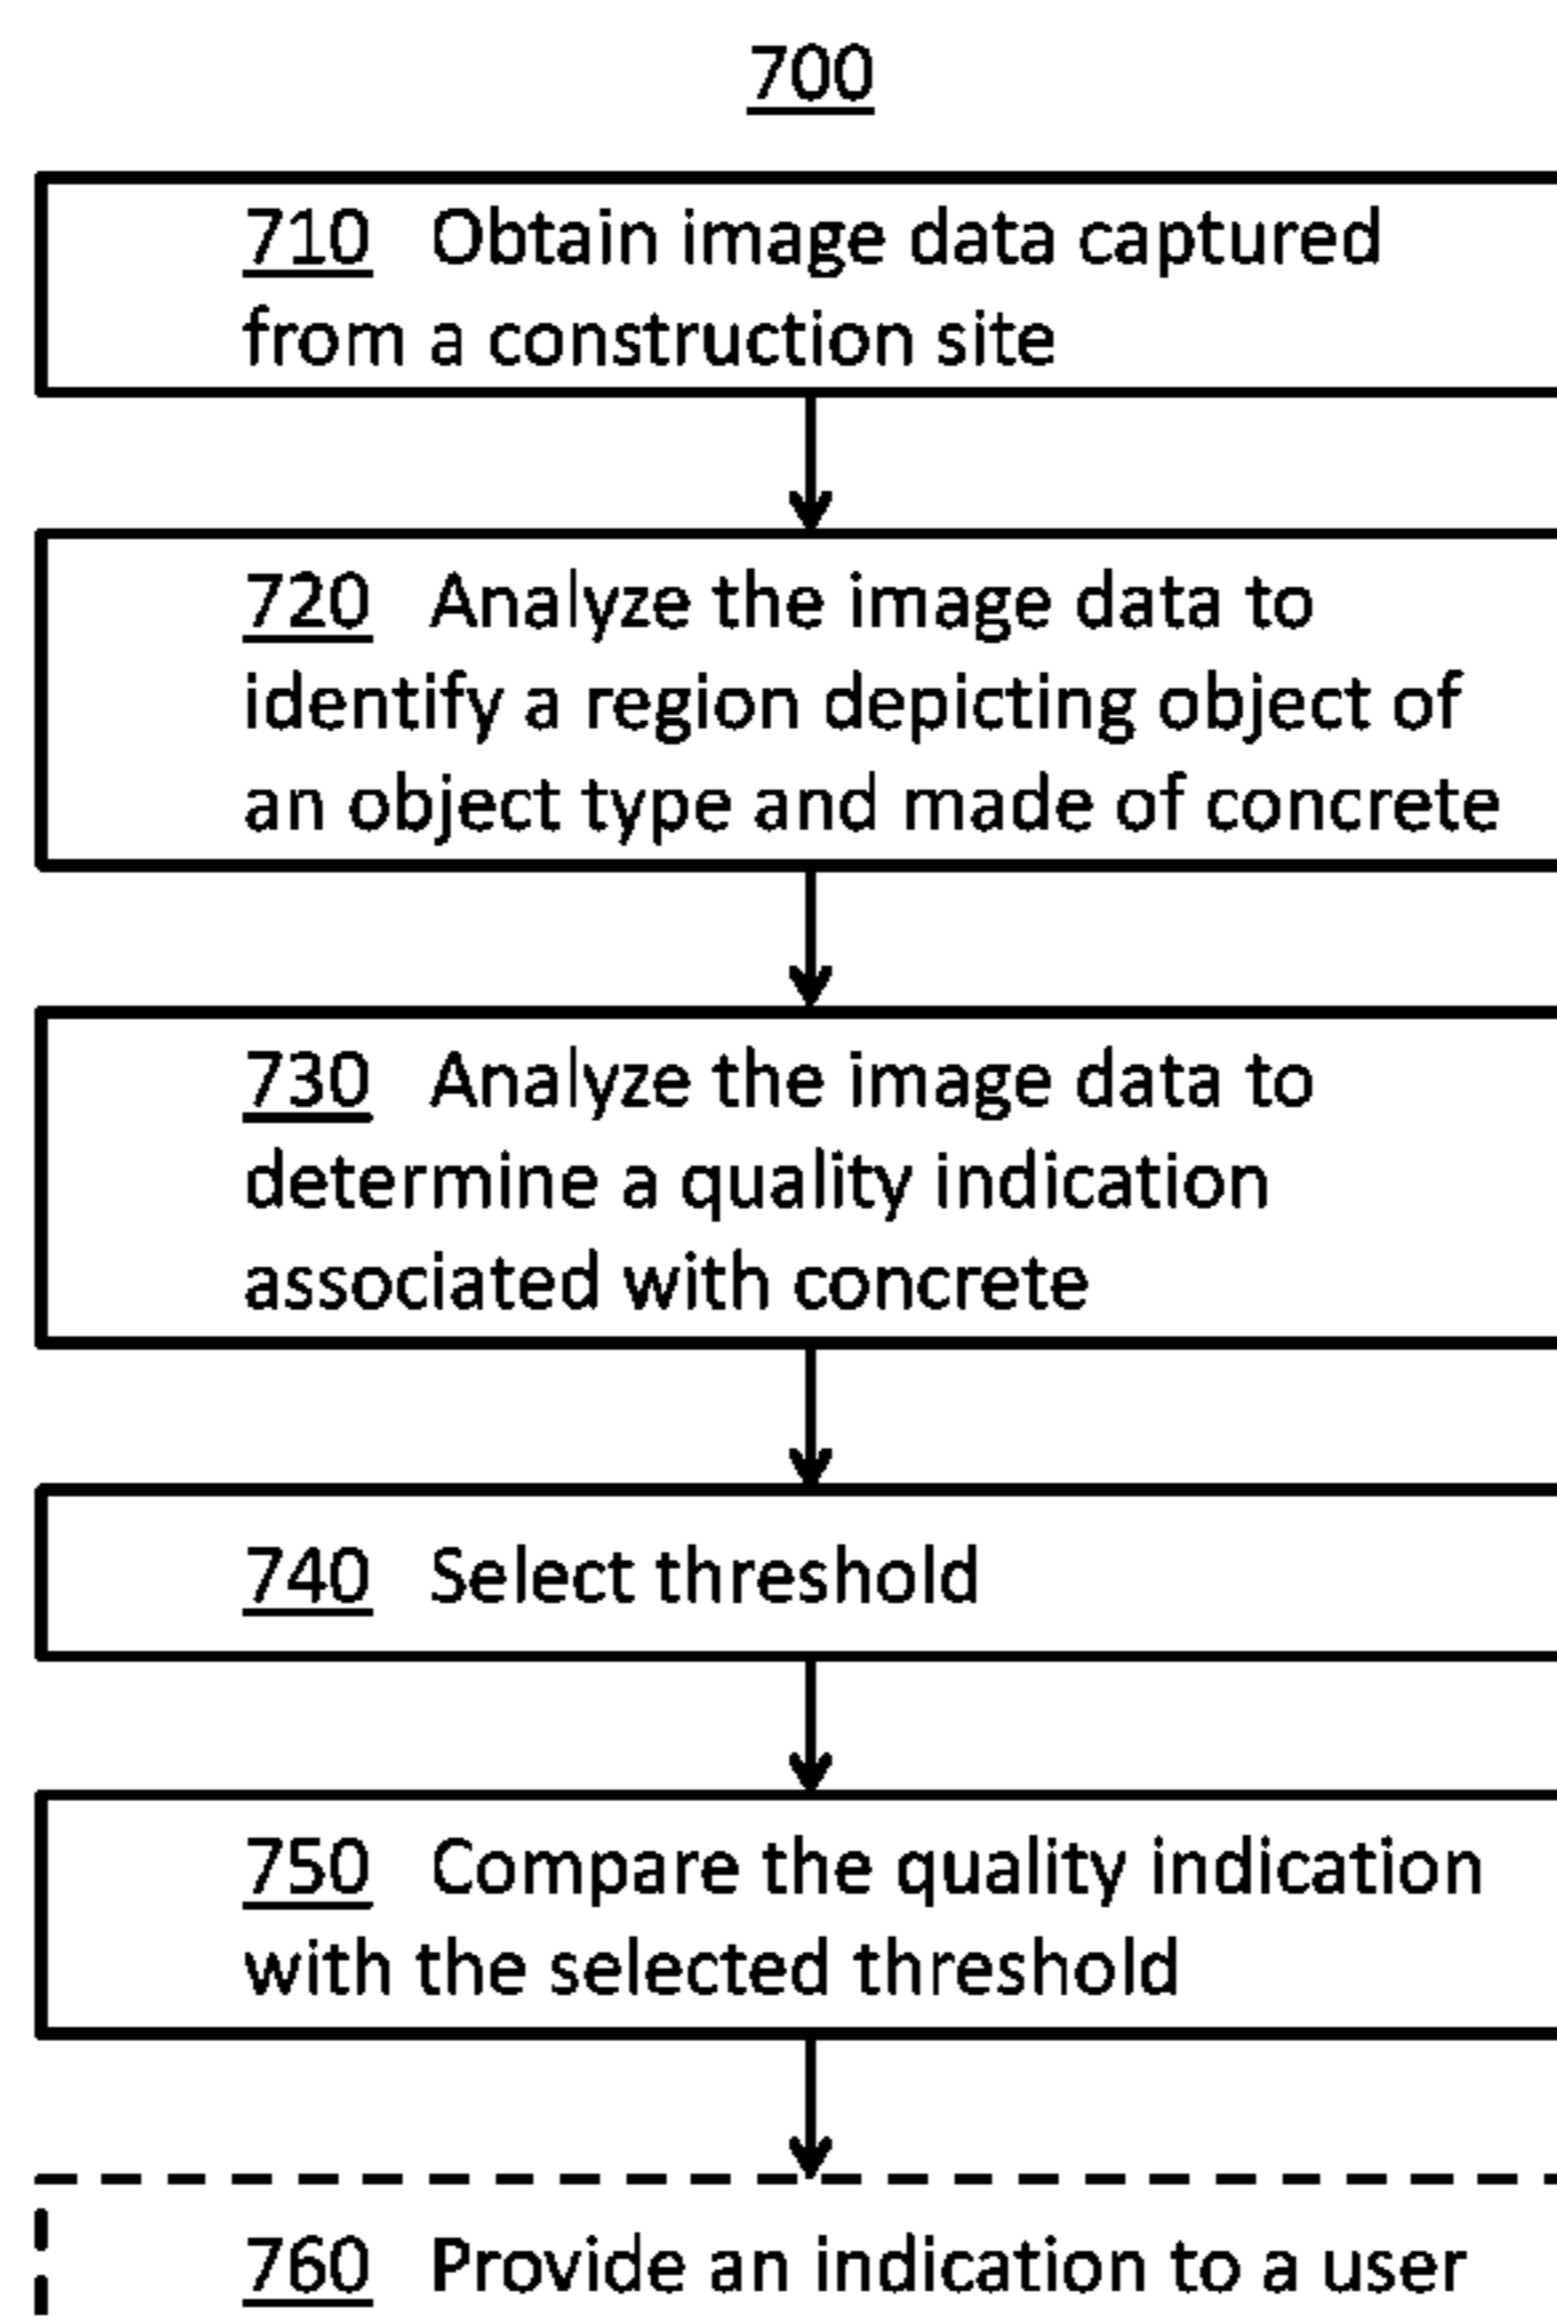 700
710 Obtain image data captured
from a construction site
720 Analyze the image data to
identify a region depicting object of
an object type and made of concrete
730 Analyze the image data to
determine a quality indication
associated with concrete
740 Select threshold
750 Compare the quality indication
with the selected threshold
760 Provide an indication to a user